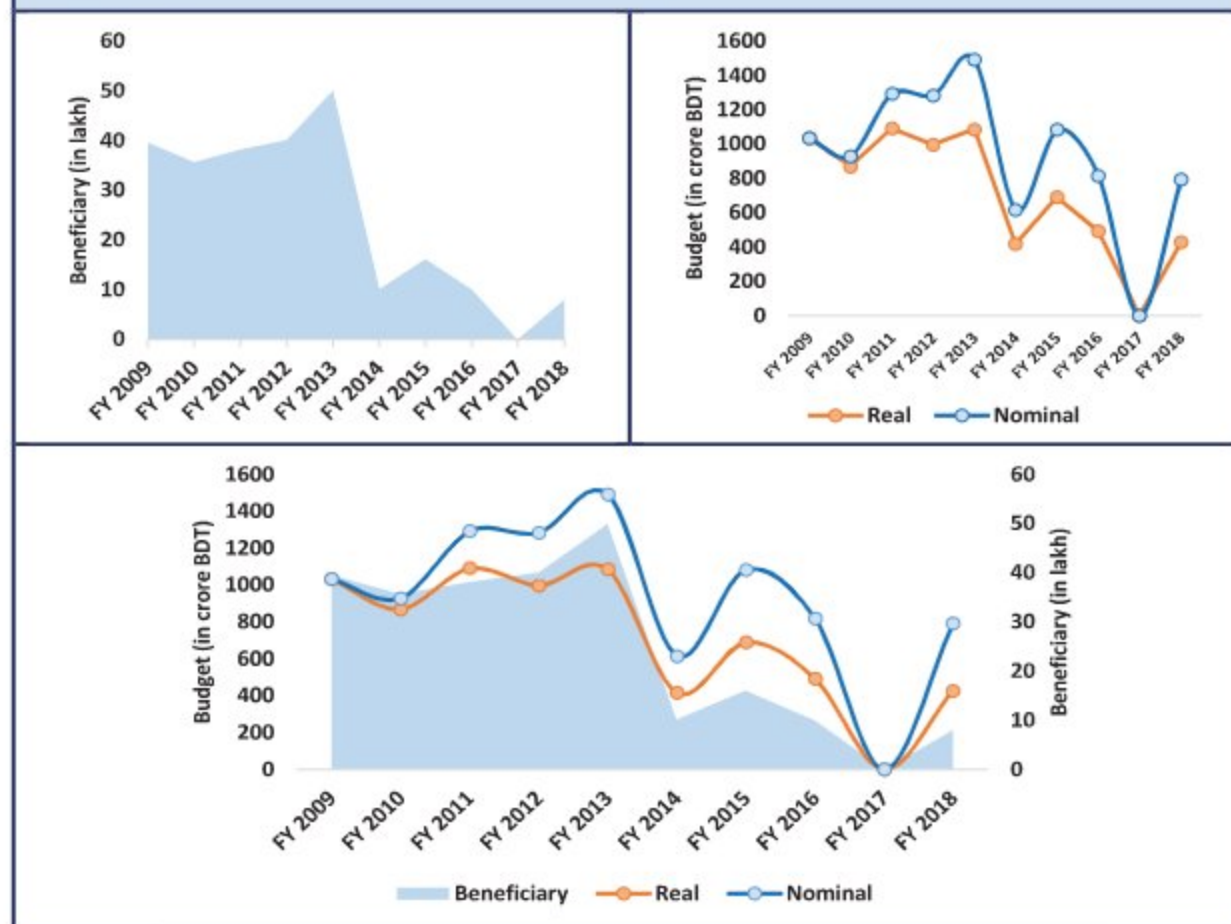 60
50
40
30
20
10
0
Beneficiary (in lakh)
FY 2009
FY 2010
FY 2011
FY 2012
FY 2013
FY 2014
FY 2015
FY 2016
FY 2017
FY 2018
1600
1400
1200
1000
800
600
400
200
0
Budget (in crore BDT)
FY 2009
FY 2010
FY 2011
FY 2012
FY 2013
FY 2014
FY 2015
FY 2016
FY 2017
FY 2018
Real Nominal
1600
1400
1200
1000
800
600
400
200
0
Budget (in crore BDT)
60
50
40
30
20
10
0
Beneficiary (in lakh)
FY 2009
FY 2010
FY 2011
FY 2012
FY 2013
FY 2014
FY 2015
FY 2016
FY 2017
FY 2018
Beneficiary Real Nominal